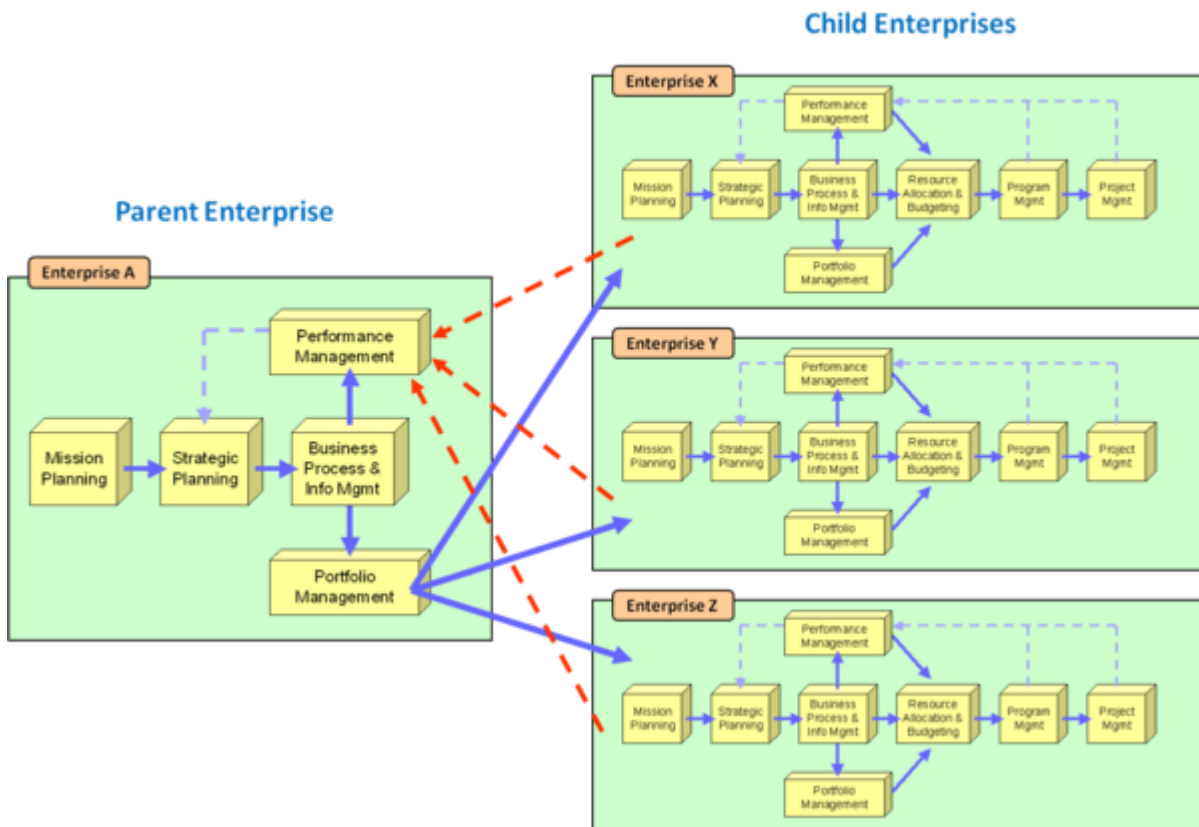 Child Enterprises
Parent Enterprise
Enterprise A
Performance
Management
Mission
Planning
Strategic
Planning
Business
Process &
Info Mgmt
Portfolio
Management
Enterprise X
Performance
Management
Mission
Planning
Strategic
Planning
Business
Process &
Info Mgmt
Resource
Allocation &
Budgeting
Program
Mgmt
Project
Mgmt
Portfolio
Management
Enterprise Y
Performance
Management
Mission
Planning
Strategic
Planning
Business
Process &
Info Mgmt
Resource
Allocation &
Budgeting
Program
Mgmt
Project
Mgmt
Portfolio
Management
Enterprise Z
Performance
Management
Mission
Planning
Strategic
Planning
Business
Process &
Info Mgmt
Resource
Allocation &
Budgeting
Program
Mgmt
Project
Mgmt
Portfolio
Management